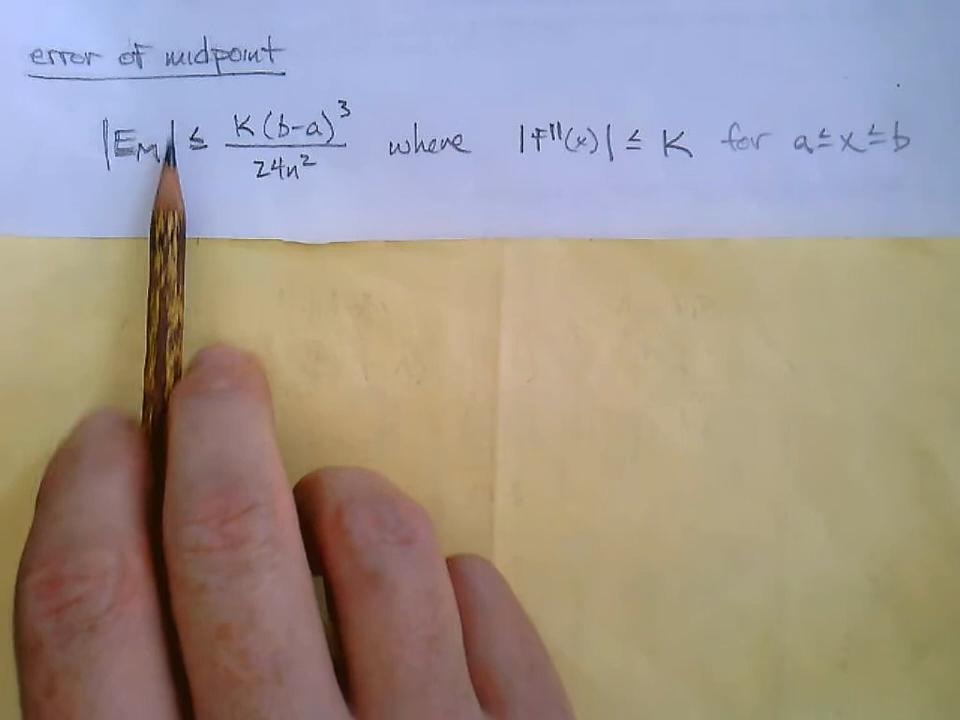 error of midpoint
|E_M| ≤ K(b-a)^3 / 24n^2 where |f''(x)| ≤ K for a≤x≤b